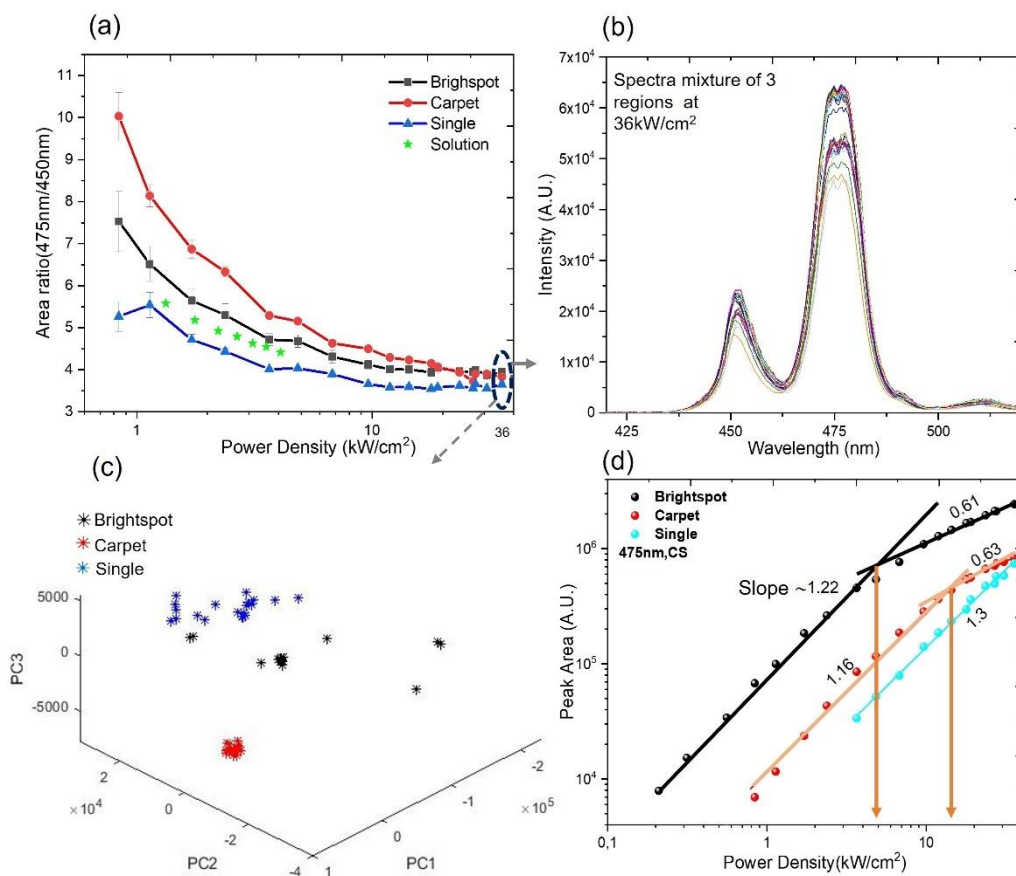 (a)
11
10
9
8
7
6
5
4
3
Area ratio(475nm/450nm)
Brighspot
Carpet
Single
Solution
1
10
36
Power Density (kW/cm²)
(b)
7x10⁴
6x10⁴
5x10⁴
4x10⁴
3x10⁴
2x10⁴
1x10⁴
0
Intensity (A.U.)
Spectra mixture of 3
regions at
36kW/cm²
425
450
475
500
Wavelength (nm)
(c)
Brightspot
Carpet
Single
5000
0
-5000
PC3
2
×10⁴
0
-2
-4
PC2
1
0
-1
×10⁵
-2
PC1
(d)
Brightspot
Carpet
Single
475nm,CS
10⁶
10⁵
10⁴
Peak Area (A.U.)
Slope ~1.22
0.61
0.63
1.16
1.3
0,1
1
10
Power Density(kW/cm²)